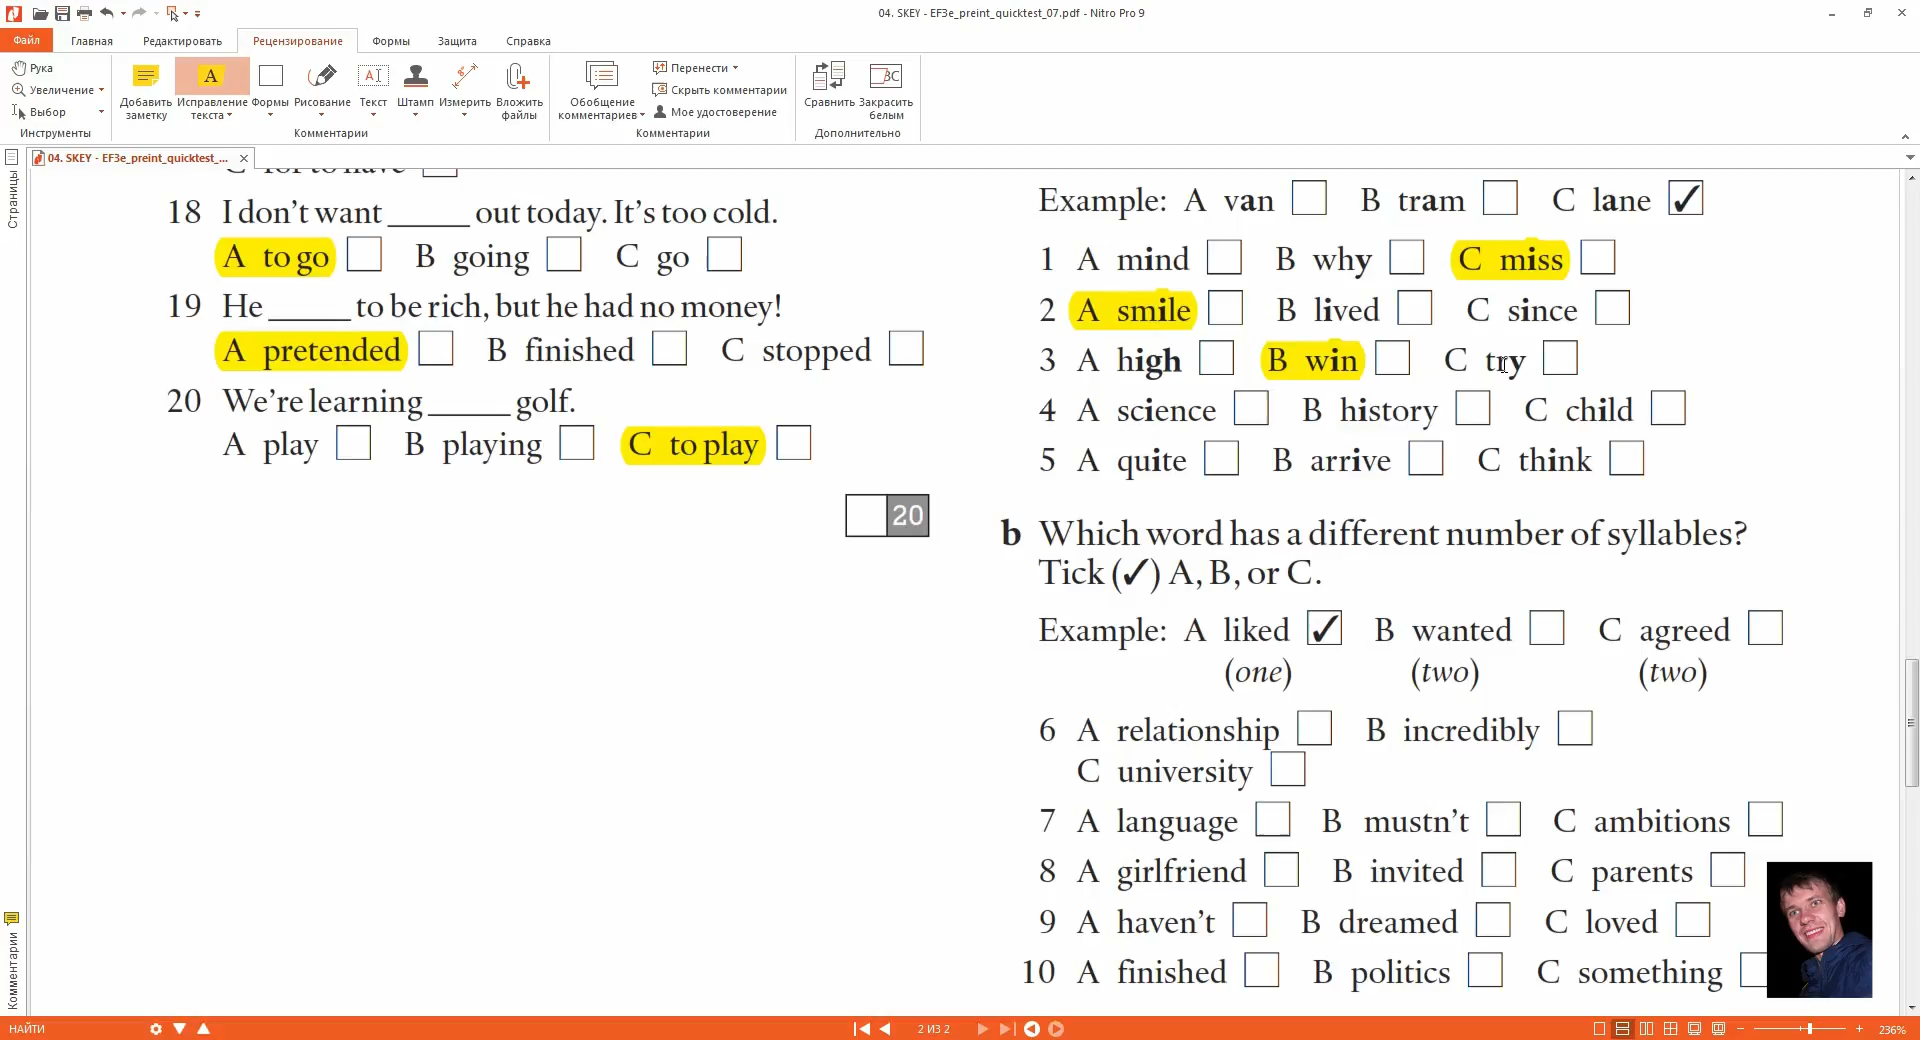 04. SKEY - EF3e_preint_quicktest_07.pdf - Nitro Pro 9
Файл Главная Редактировать Рецензирование Формы Защита Справка
Рука
Увеличение
Выбор
Инструменты
Добавить заметку
Исправление текста
Формы
Рисование
Текст
Штамп
Измерить
Вложить файлы
Комментарии
Обобщение комментариев
Перенести
Скрыть комментарии
Мое удостоверение
Комментарии
Сравнить
Закрасить белым
Дополнительно
04. SKEY - EF3e_preint_quicktest_...
Страницы
Комментарии
C for to have
18 I don't want _____ out today. It's too cold.
A to go B going C go
19 He _____ to be rich, but he had no money!
A pretended B finished C stopped
20 We're learning _____ golf.
A play B playing C to play
20
Example: A van B tram C lane ✓
1 A mind B why C miss
2 A smile B lived C since
3 A high B win C try
4 A science B history C child
5 A quite B arrive C think
b Which word has a different number of syllables?
Tick (✓) A, B, or C.
Example: A liked ✓ B wanted C agreed
(one) (two) (two)
6 A relationship B incredibly
C university
7 A language B mustn't C ambitions
8 A girlfriend B invited C parents
9 A haven't B dreamed C loved
10 A finished B politics C something
НАЙТИ
2 ИЗ 2
236%